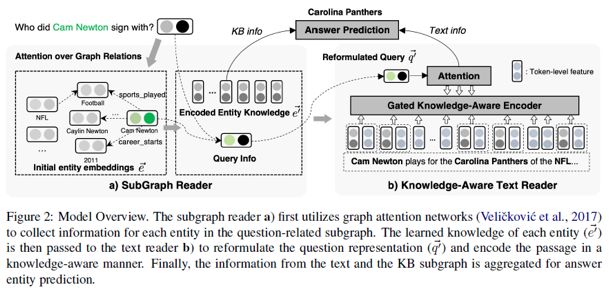 Carolina Panthers
Who did Cam Newton sign with?
KB info
Answer Prediction
Text info
Attention over Graph Relations
Reformulated Query q⃗'
Attention
: Token-level feature
sports_played
Football
NFL
...
Caylin Newton
Cam Newton
career_starts
2011
Initial entity embeddings e⃗
...
Encoded Entity Knowledge e⃗'
Query Info
Gated Knowledge-Aware Encoder
...
Cam Newton plays for the Carolina Panthers of the NFL...
a) SubGraph Reader
b) Knowledge-Aware Text Reader
Figure 2: Model Overview. The subgraph reader a) first utilizes graph attention networks (Veličković et al., 2017)
to collect information for each entity in the question-related subgraph. The learned knowledge of each entity (e⃗')
is then passed to the text reader b) to reformulate the question representation (q⃗') and encode the passage in a
knowledge-aware manner. Finally, the information from the text and the KB subgraph is aggregated for answer
entity prediction.